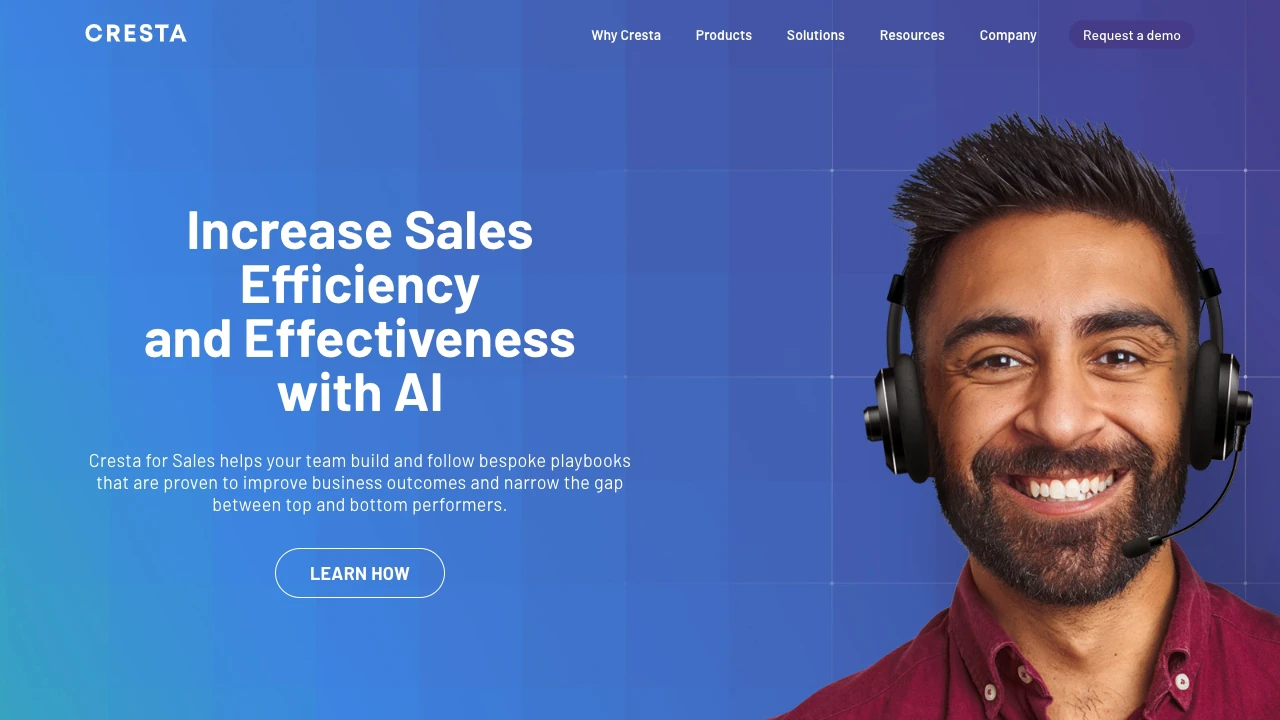 CRESTA
Why Cresta
Products
Solutions
Resources
Company
Request a demo
Increase Sales
Efficiency
and Effectiveness
with AI
Cresta for Sales helps your team build and follow bespoke playbooks
that are proven to improve business outcomes and narrow the gap
between top and bottom performers.
LEARN HOW